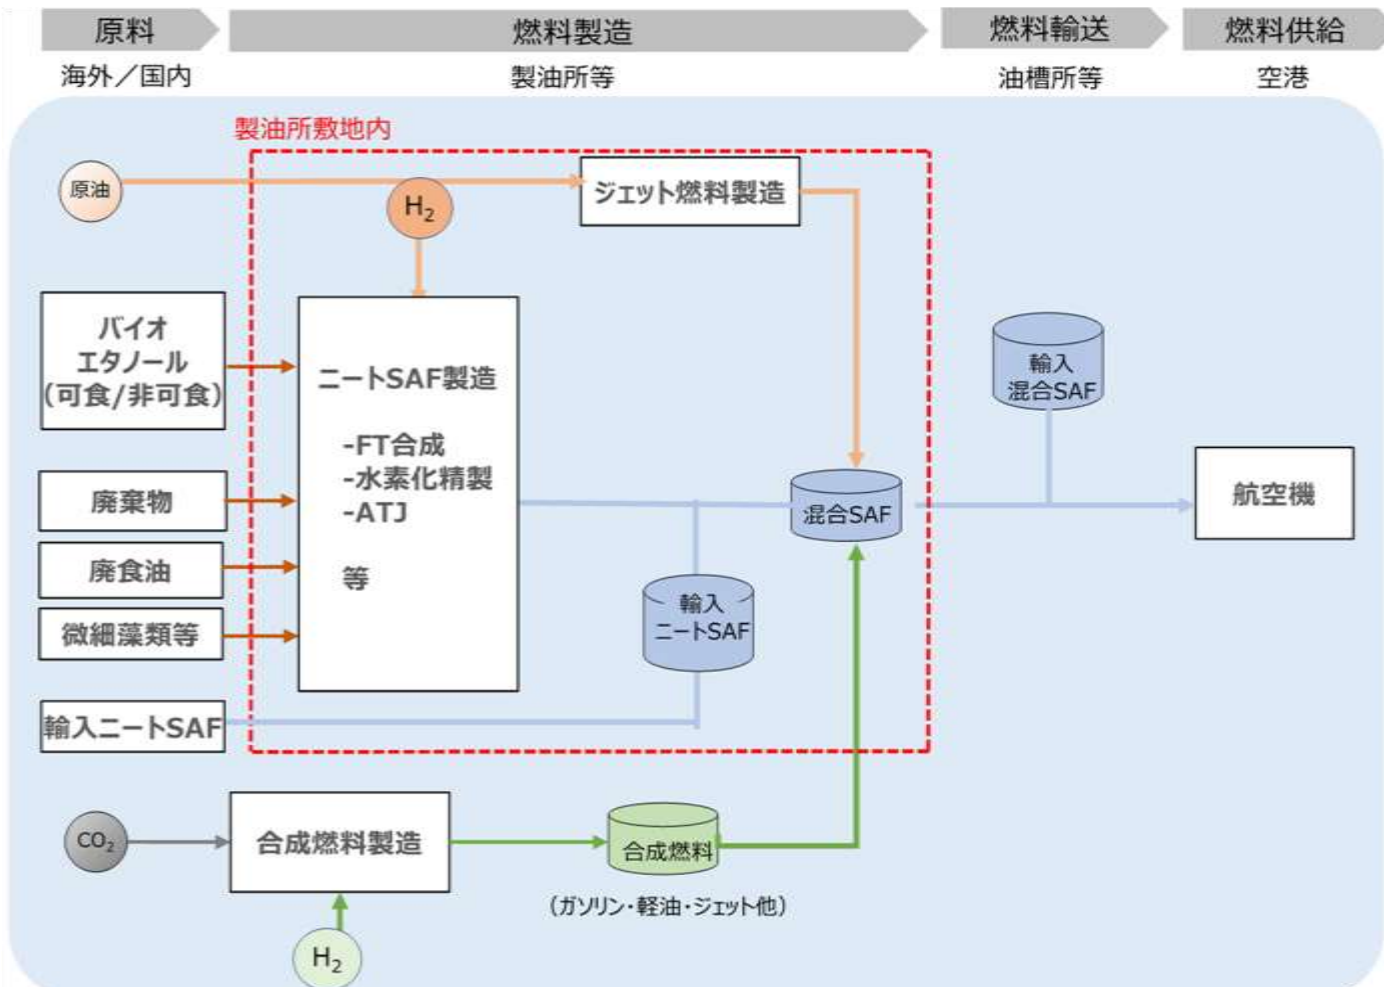 原料
燃料製造
燃料輸送
燃料供給
海外／国内
製油所等
油槽所等
空港
製油所敷地内
原油
H₂
ジェット燃料製造
バイオ
エタノール
（可食/非可食）
ニートSAF製造
-FT合成
-水素化精製
-ATJ
等
輸入
混合SAF
廃棄物
混合SAF
航空機
廃食油
輸入
ニートSAF
微細藻類等
輸入ニートSAF
CO₂
合成燃料製造
合成燃料
（ガソリン・軽油・ジェット他）
H₂